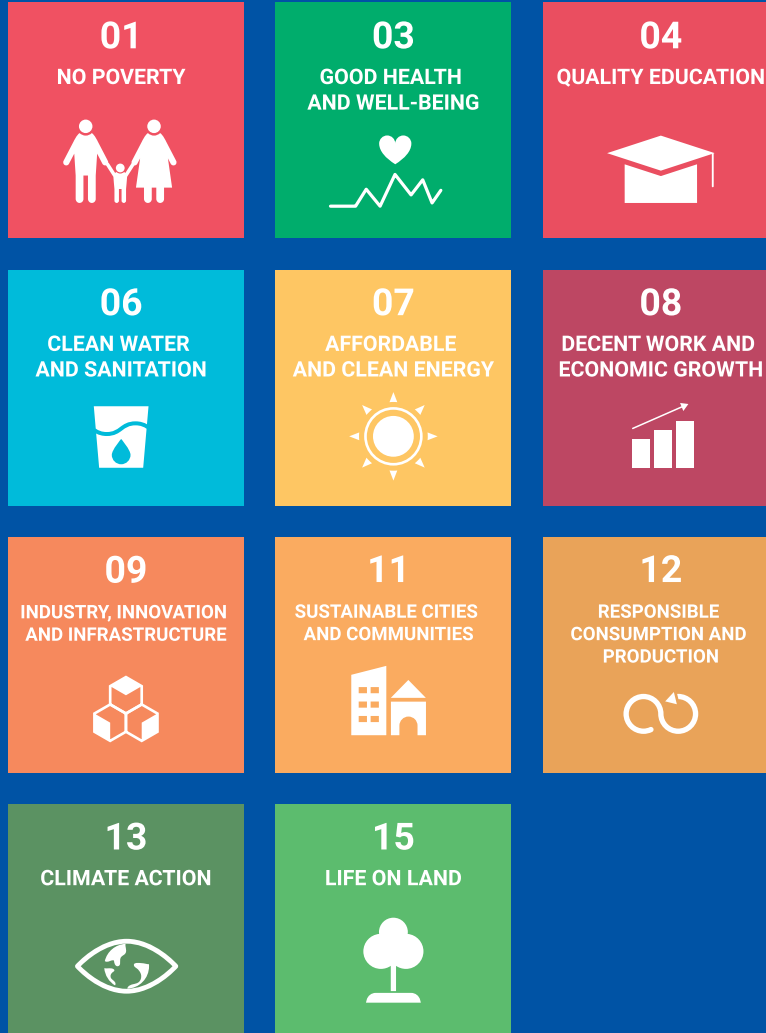 01
NO POVERTY
03
GOOD HEALTH
AND WELL-BEING
04
QUALITY EDUCATION
06
CLEAN WATER
AND SANITATION
07
AFFORDABLE
AND CLEAN ENERGY
08
DECENT WORK AND
ECONOMIC GROWTH
09
INDUSTRY, INNOVATION
AND INFRASTRUCTURE
11
SUSTAINABLE CITIES
AND COMMUNITIES
12
RESPONSIBLE
CONSUMPTION AND
PRODUCTION
13
CLIMATE ACTION
15
LIFE ON LAND